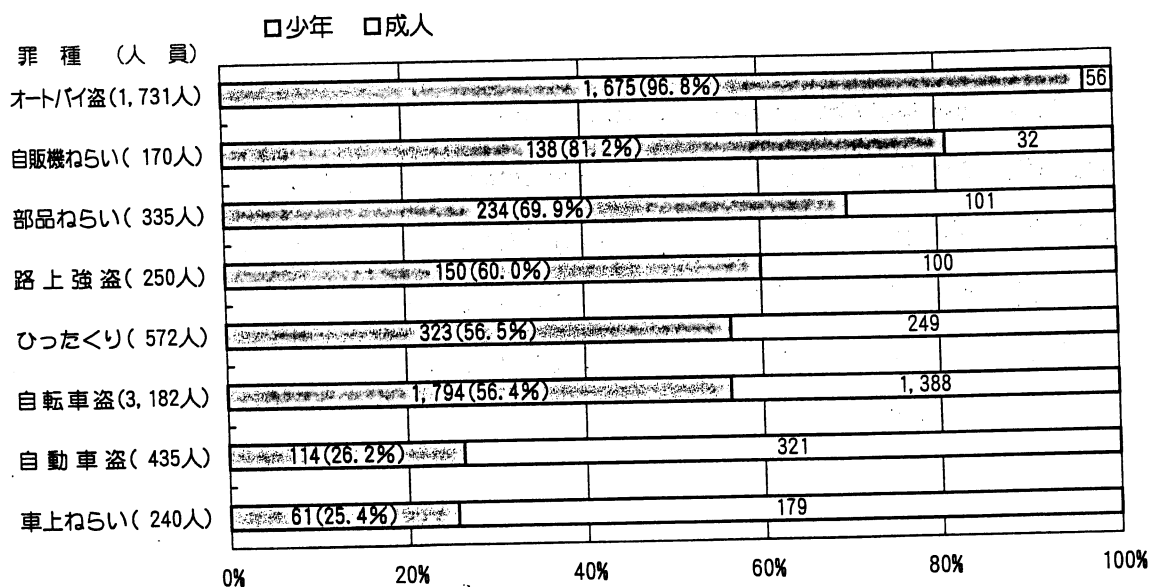 □少年 □成人
罪種(人員)
オートバイ盗(1,731人) 1,675(96.8%) 56
自販機ねらい( 170人) 138(81.2%) 32
部品ねらい( 335人) 234(69.9%) 101
路上強盗( 250人) 150(60.0%) 100
ひったくり( 572人) 323(56.5%) 249
自転車盗(3,182人) 1,794(56.4%) 1,388
自動車盗( 435人) 114(26.2%) 321
車上ねらい( 240人) 61(25.4%) 179
0% 20% 40% 60% 80% 100%